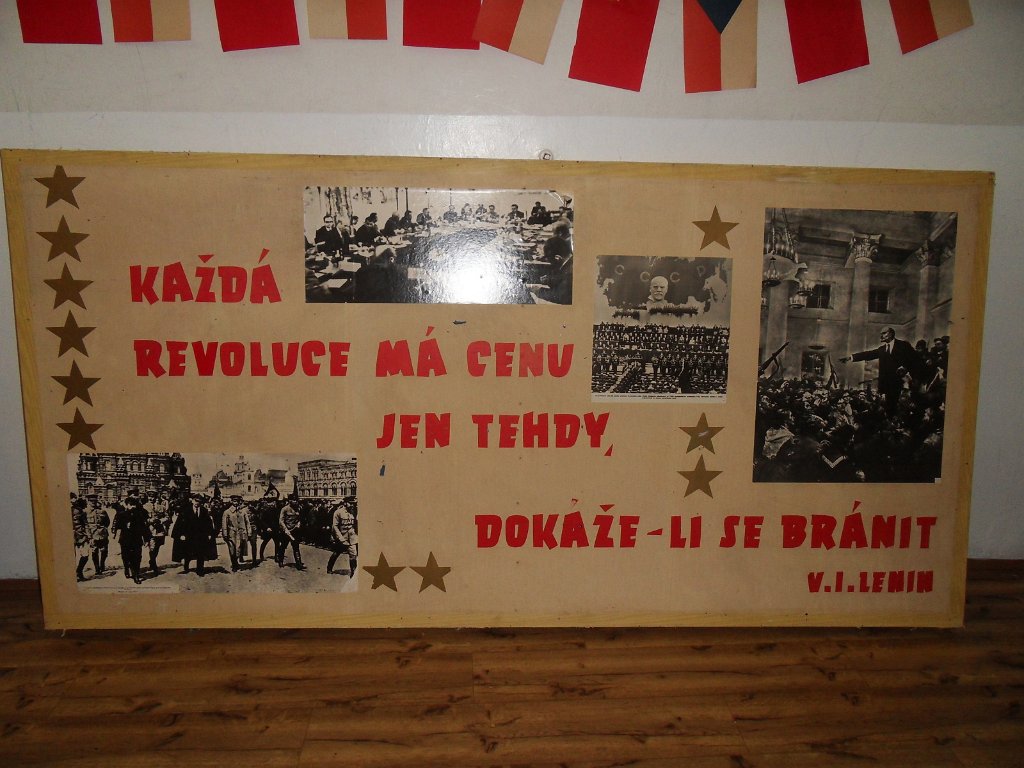 KAŽDÁ
REVOLUCE MÁ CENU
JEN TEHDY,
DOKÁŽE-LI SE BRÁNIT
V.I.LENIN
С С С Р